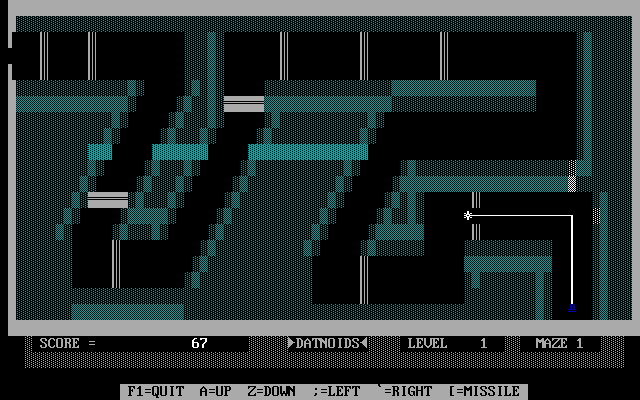 SCORE = 67 ►DATNOIDS◄ LEVEL 1 MAZE 1
F1=QUIT A=UP Z=DOWN ;=LEFT `=RIGHT [=MISSILE